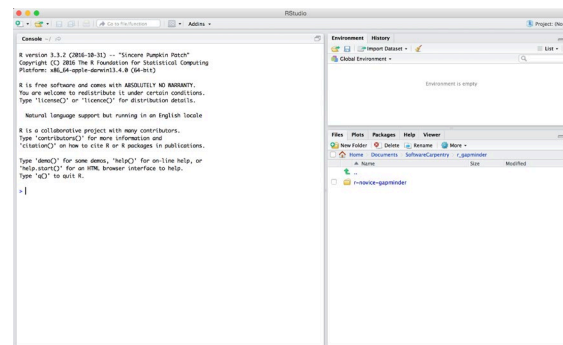 RStudio
Go to file/function
Addins
Project: (No
Console ~/
R version 3.3.2 (2016-10-31) -- "Sincere Pumpkin Patch"
Copyright (C) 2016 The R Foundation for Statistical Computing
Platform: x86_64-apple-darwin13.4.0 (64-bit)
R is free software and comes with ABSOLUTELY NO WARRANTY.
You are welcome to redistribute it under certain conditions.
Type 'license()' or 'licence()' for distribution details.
Natural language support but running in an English locale
R is a collaborative project with many contributors.
Type 'contributors()' for more information and
'citation()' on how to cite R or R packages in publications.
Type 'demo()' for some demos, 'help()' for on-line help, or
'help.start()' for an HTML browser interface to help.
Type 'q()' to quit R.
>
Environment History
Import Dataset
List
Global Environment
Environment is empty
Files Plots Packages Help Viewer
New Folder Delete Rename More
Home Documents SoftwareCarpentry r_gapminder
Name Size Modified
..
r-novice-gapminder